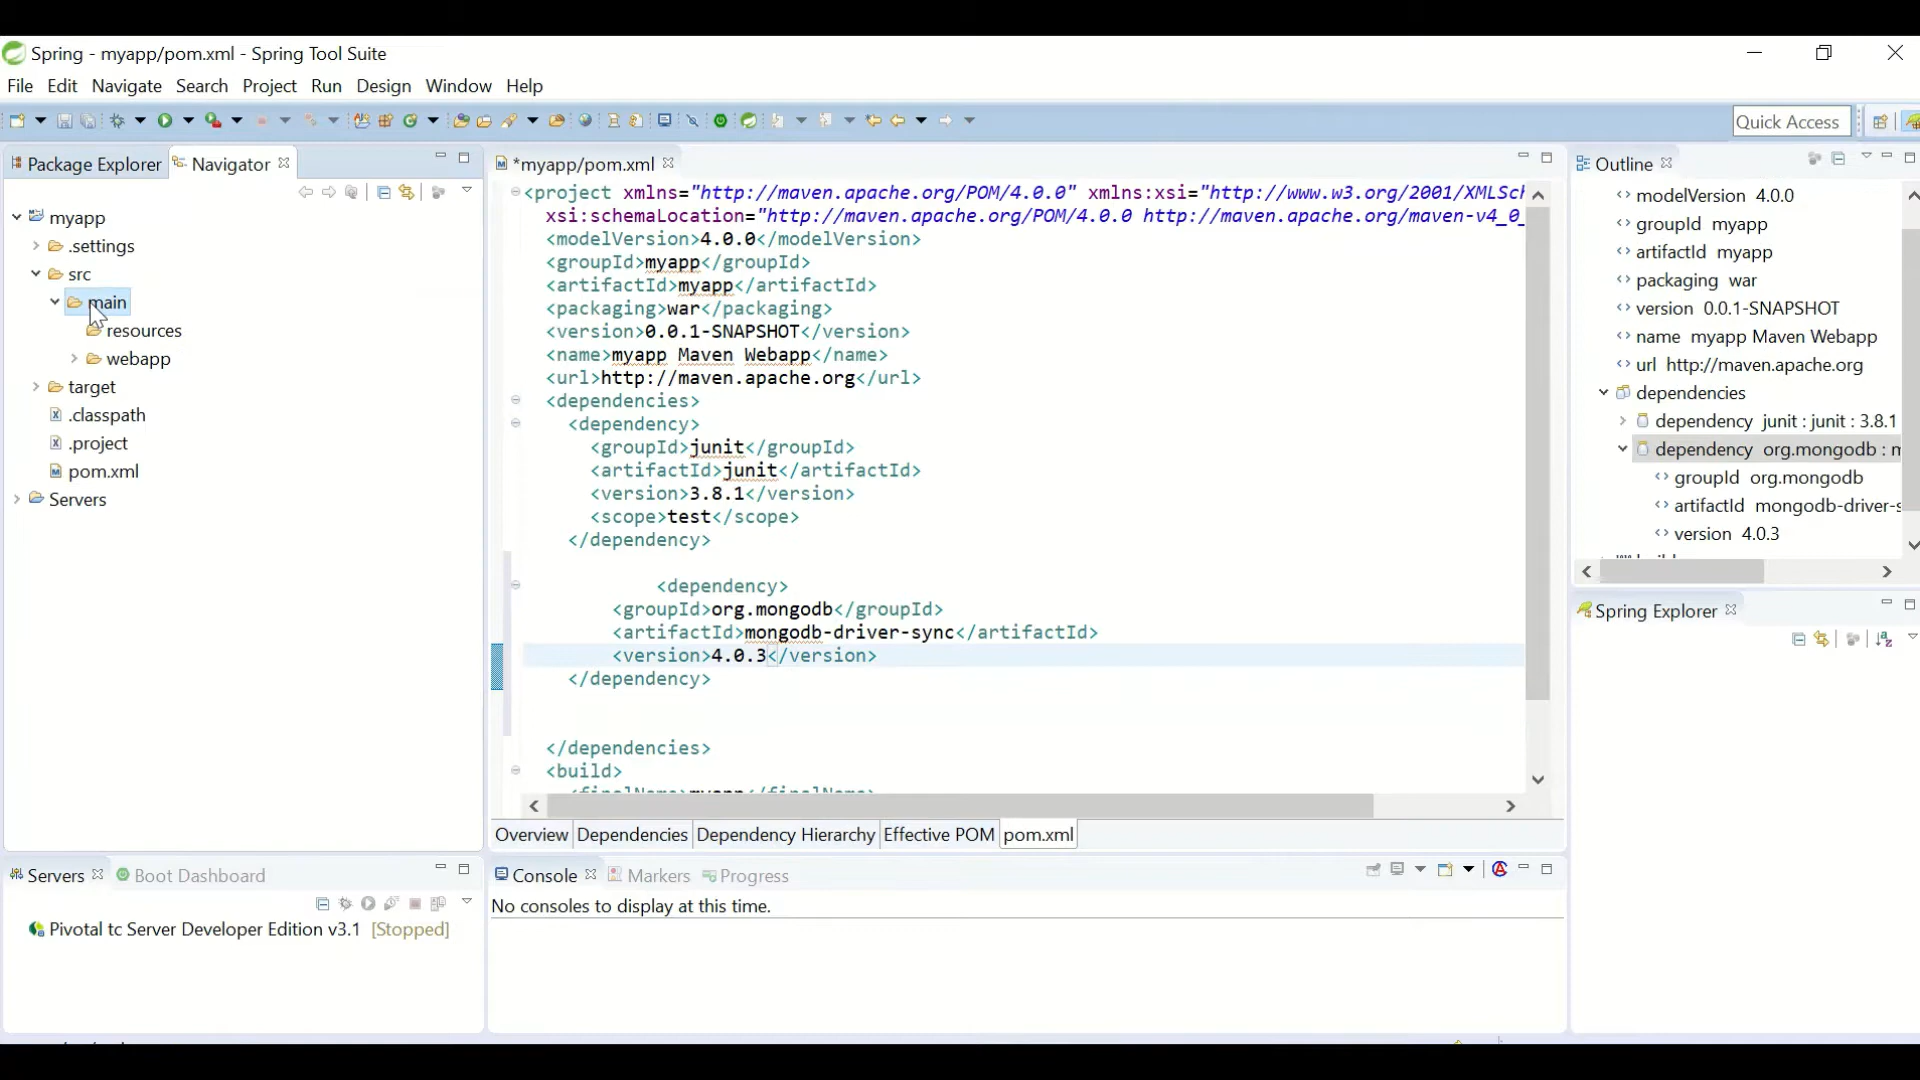 Spring - myapp/pom.xml - Spring Tool Suite
File Edit Navigate Search Project Run Design Window Help
Quick Access
Package Explorer Navigator
myapp
.settings
src
main
resources
webapp
target
.classpath
.project
pom.xml
Servers
*myapp/pom.xml
<project xmlns="http://maven.apache.org/POM/4.0.0" xmlns:xsi="http://www.w3.org/2001/XMLSch
xsi:schemaLocation="http://maven.apache.org/POM/4.0.0 http://maven.apache.org/maven-v4_0_
<modelVersion>4.0.0</modelVersion>
<groupId>myapp</groupId>
<artifactId>myapp</artifactId>
<packaging>war</packaging>
<version>0.0.1-SNAPSHOT</version>
<name>myapp Maven Webapp</name>
<url>http://maven.apache.org</url>
<dependencies>
<dependency>
<groupId>junit</groupId>
<artifactId>junit</artifactId>
<version>3.8.1</version>
<scope>test</scope>
</dependency>
<dependency>
<groupId>org.mongodb</groupId>
<artifactId>mongodb-driver-sync</artifactId>
<version>4.0.3</version>
</dependency>
</dependencies>
<build>
<finalName>myapp</finalName>
Overview Dependencies Dependency Hierarchy Effective POM pom.xml
Outline
modelVersion 4.0.0
groupId myapp
artifactId myapp
packaging war
version 0.0.1-SNAPSHOT
name myapp Maven Webapp
url http://maven.apache.org
dependencies
dependency junit : junit : 3.8.1
dependency org.mongodb : m
groupId org.mongodb
artifactId mongodb-driver-s
version 4.0.3
Spring Explorer
Servers Boot Dashboard
Pivotal tc Server Developer Edition v3.1 [Stopped]
Console Markers Progress
No consoles to display at this time.